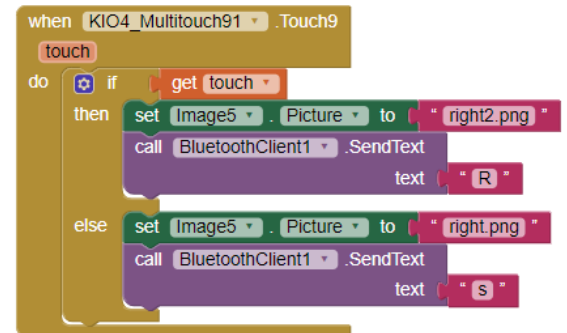 when KIO4_Multitouch91 .Touch9
touch
do if get touch
then set Image5 . Picture to " right2.png "
call BluetoothClient1 .SendText
text " R "
else set Image5 . Picture to " right.png "
call BluetoothClient1 .SendText
text " s "